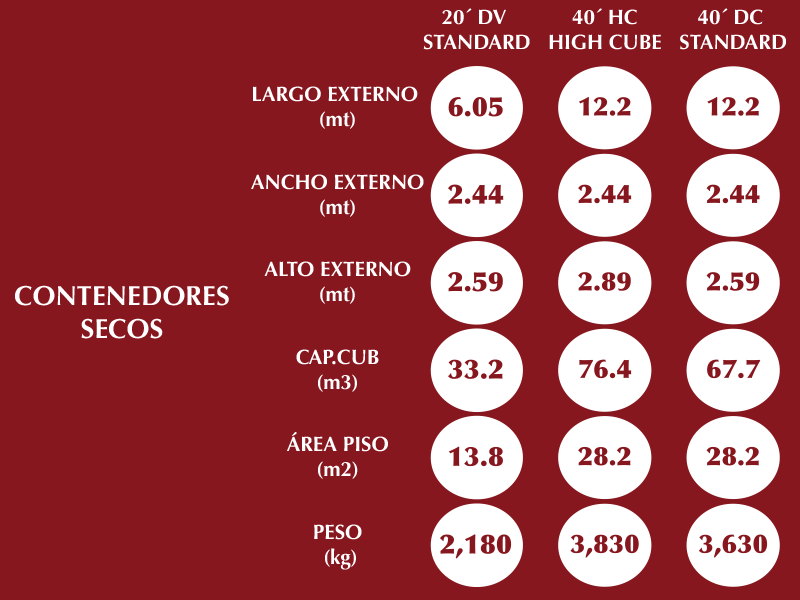 20´ DV
STANDARD
40´ HC
HIGH CUBE
40´ DC
STANDARD
LARGO EXTERNO
(mt)
6.05
12.2
12.2
ANCHO EXTERNO
(mt)
2.44
2.44
2.44
ALTO EXTERNO
(mt)
2.59
2.89
2.59
CONTENEDORES
SECOS
CAP.CUB
(m3)
33.2
76.4
67.7
ÁREA PISO
(m2)
13.8
28.2
28.2
PESO
(kg)
2,180
3,830
3,630